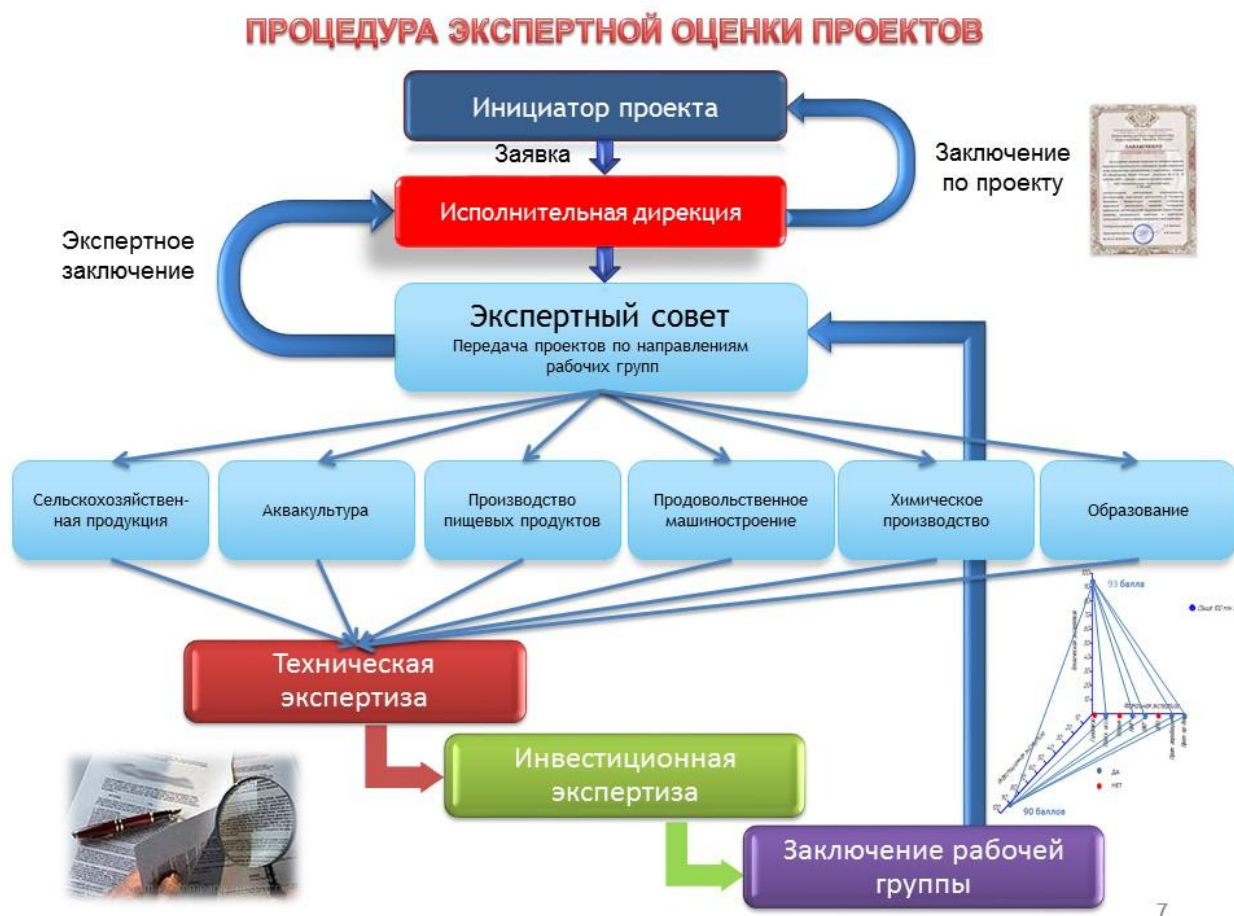 ПРОЦЕДУРА ЭКСПЕРТНОЙ ОЦЕНКИ ПРОЕКТОВ
Инициатор проекта
Заявка
Заключение
по проекту
Исполнительная дирекция
Экспертное
заключение
Экспертный совет
Передача проектов по направлениям
рабочих групп
Сельскохозяйствен-
ная продукция
Аквакультура
Производство
пищевых продуктов
Продовольственное
машиностроение
Химическое
производство
Образование
93 балла
Техническая
экспертиза
Инвестиционная
экспертиза
ДА
НЕТ
90 баллов
Заключение рабочей
группы
7